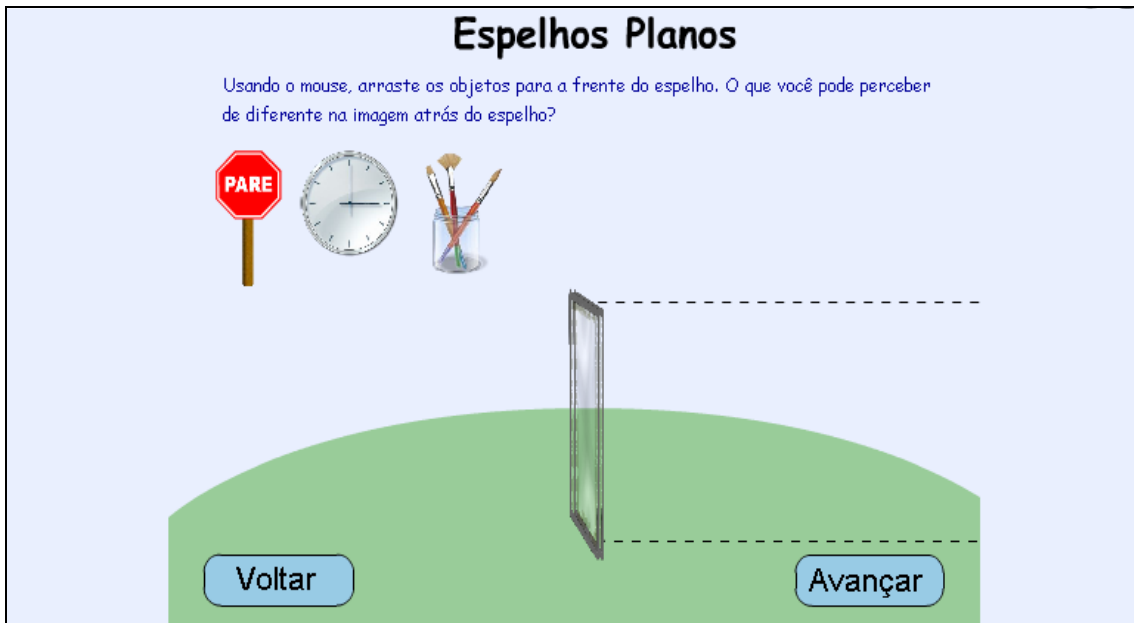 Espelhos Planos
Usando o mouse, arraste os objetos para a frente do espelho. O que você pode perceber
de diferente na imagem atrás do espelho?
PARE
Voltar
Avançar